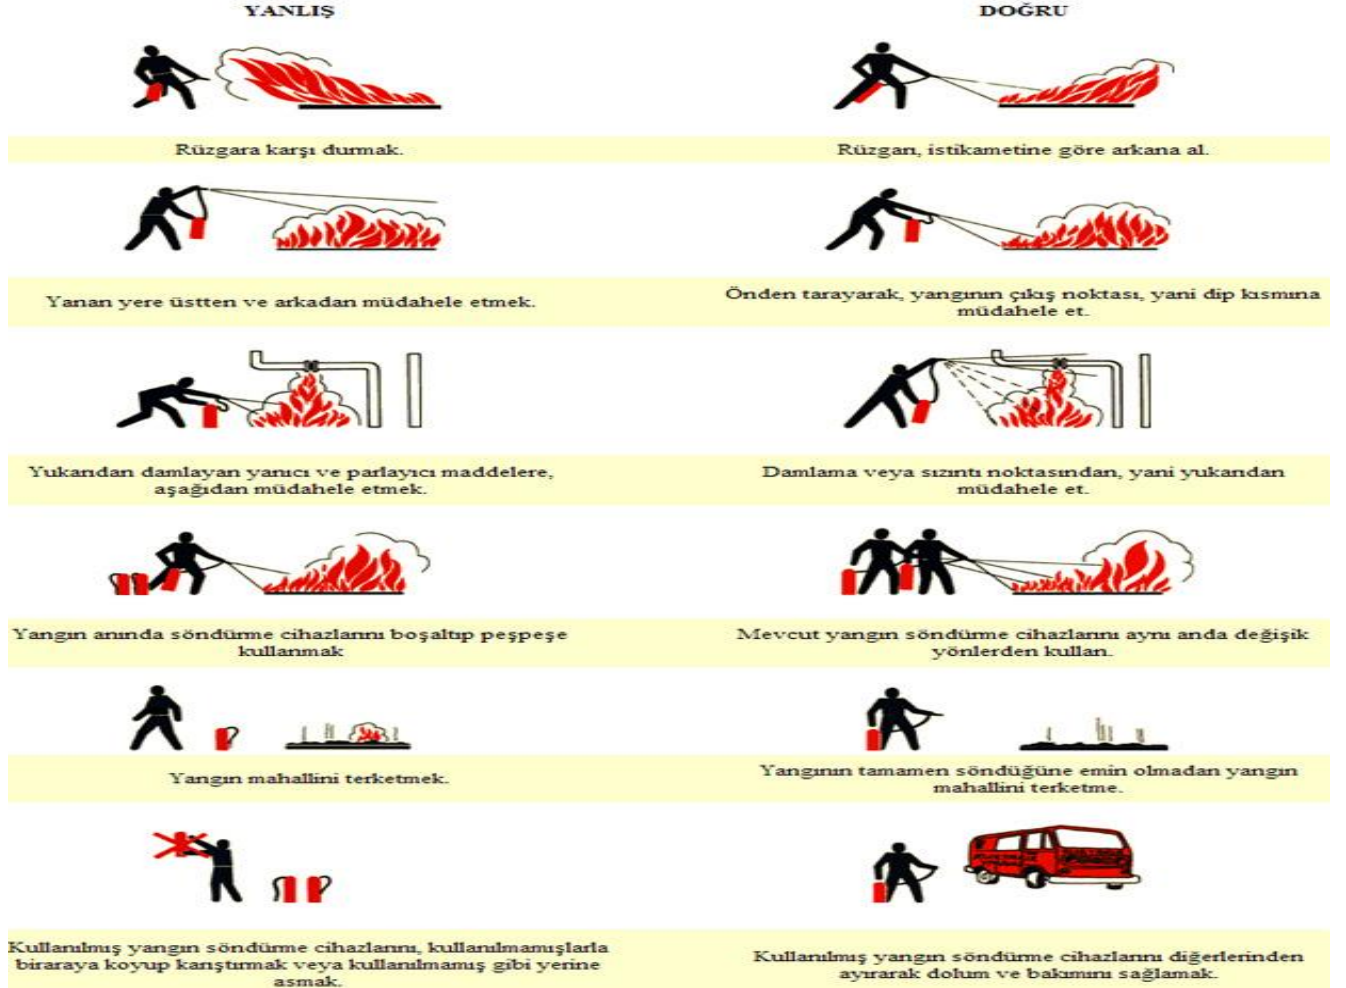 YANLIŞ
DOĞRU
Rüzgara karşı durmak.
Rüzgarı, istikametine göre arkana al.
Yanan yere üstten ve arkadan müdahele etmek.
Önden tarayarak, yangının çıkış noktası, yani dip kısmına
müdahele et.
Yukarıdan damlayan yanıcı ve parlayıcı maddelere,
aşağıdan müdahele etmek.
Damlama veya sızıntı noktasından, yani yukarıdan
müdahele et.
Yangın anında söndürme cihazlarını boşaltıp peşpeşe
kullanmak
Mevcut yangın söndürme cihazlarını aynı anda değişik
yönlerden kullan.
Yangın mahallini terketmek.
Yangının tamamen söndüğüne emin olmadan yangın
mahallini terketme.
Kullanılmış yangın söndürme cihazlarını, kullanılmamışlarla
biraraya koyup karıştırmak veya kullanılmamış gibi yerine
asmak.
Kullanılmış yangın söndürme cihazlarını diğerlerinden
ayırarak dolum ve bakımını sağlamak.